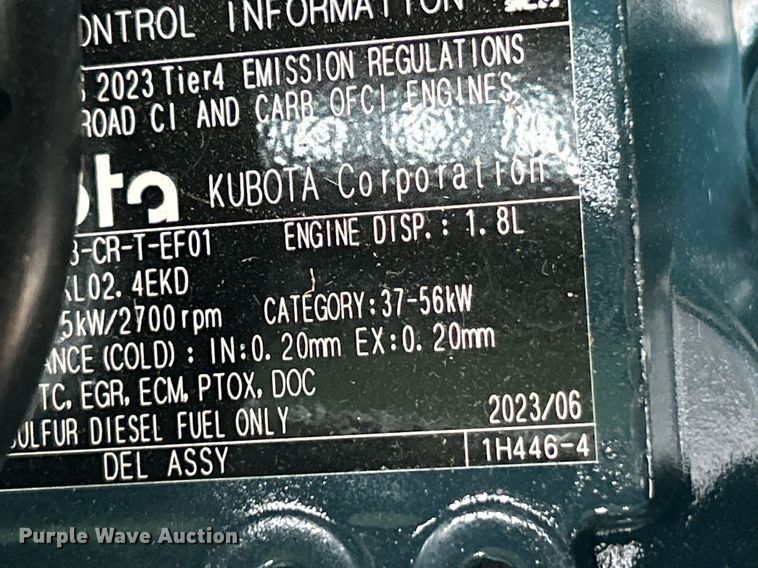 ONTROL INFORMATION
2023 Tier4 EMISSION REGULATIONS
ROAD CI AND CARB OFCI ENGINES.
ota KUBOTA Corporation
3-CR-T-EF01 ENGINE DISP.: 1.8L
L02.4EKD
5kW/2700rpm CATEGORY:37-56kW
ANCE (COLD) : IN:0.20mm EX:0.20mm
TC, EGR, ECM, PTOX, DOC
ULFUR DIESEL FUEL ONLY 2023/06
DEL ASSY 1H446-4
Purple Wave Auction.